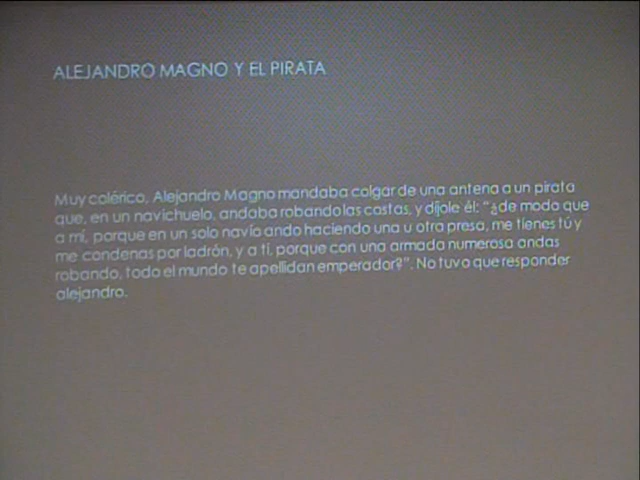 ALEJANDRO MAGNO Y EL PIRATA
Muy colérico, Alejandro Magno mandaba colgar de una antena a un pirata
que, en un navichuelo, andaba robando las costas, y díjole él: "¿de modo que
a mí, porque en un solo navío ando haciendo una u otra presa, me tienes tú y
me condenas por ladrón, y a ti, porque con una armada numerosa andas
robando, todo el mundo te apellidan emperador?". No tuvo que responder
alejandro.